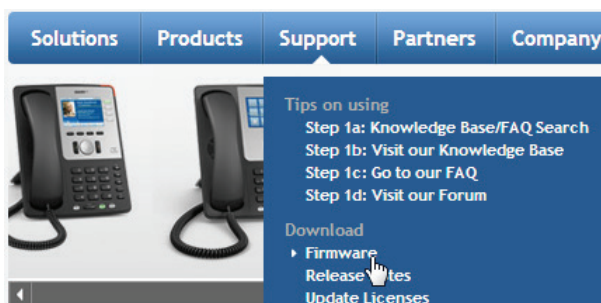 Solutions Products Support Partners Company
Tips on using
Step 1a: Knowledge Base/FAQ Search
Step 1b: Visit our Knowledge Base
Step 1c: Go to our FAQ
Step 1d: Visit our Forum
Download
Firmware
Release
Update Licenses